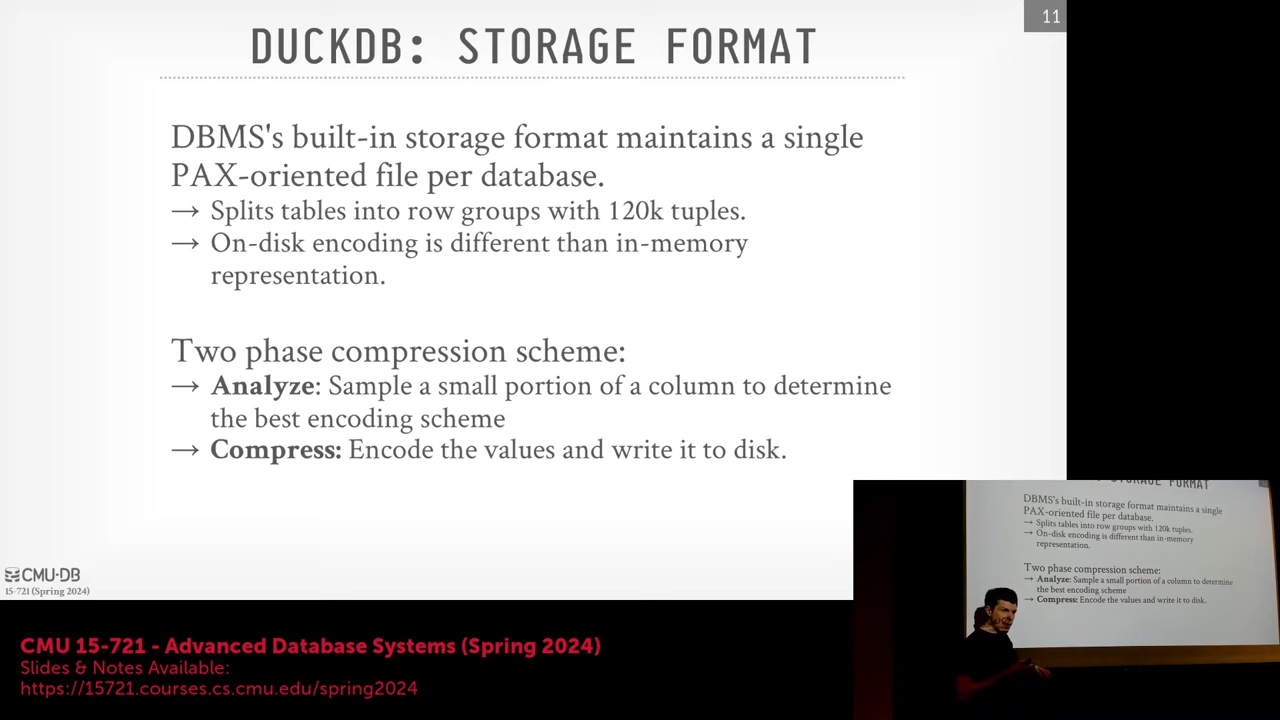 11
DUCKDB: STORAGE FORMAT
DBMS's built-in storage format maintains a single
PAX-oriented file per database.
→ Splits tables into row groups with 120k tuples.
→ On-disk encoding is different than in-memory
representation.
Two phase compression scheme:
→ Analyze: Sample a small portion of a column to determine
the best encoding scheme
→ Compress: Encode the values and write it to disk.
CMU·DB
15-721 (Spring 2024)
STORAGE FORMAT
DBMS's built-in storage format maintains a single
PAX-oriented file per database.
→ Splits tables into row groups with 120k tuples.
→ On-disk encoding is different than in-memory
representation.
Two phase compression scheme:
→ Analyze: Sample a small portion of a column to determine
the best encoding scheme
→ Compress: Encode the values and write it to disk.
CMU 15-721 - Advanced Database Systems (Spring 2024)
Slides & Notes Available:
https://15721.courses.cs.cmu.edu/spring2024